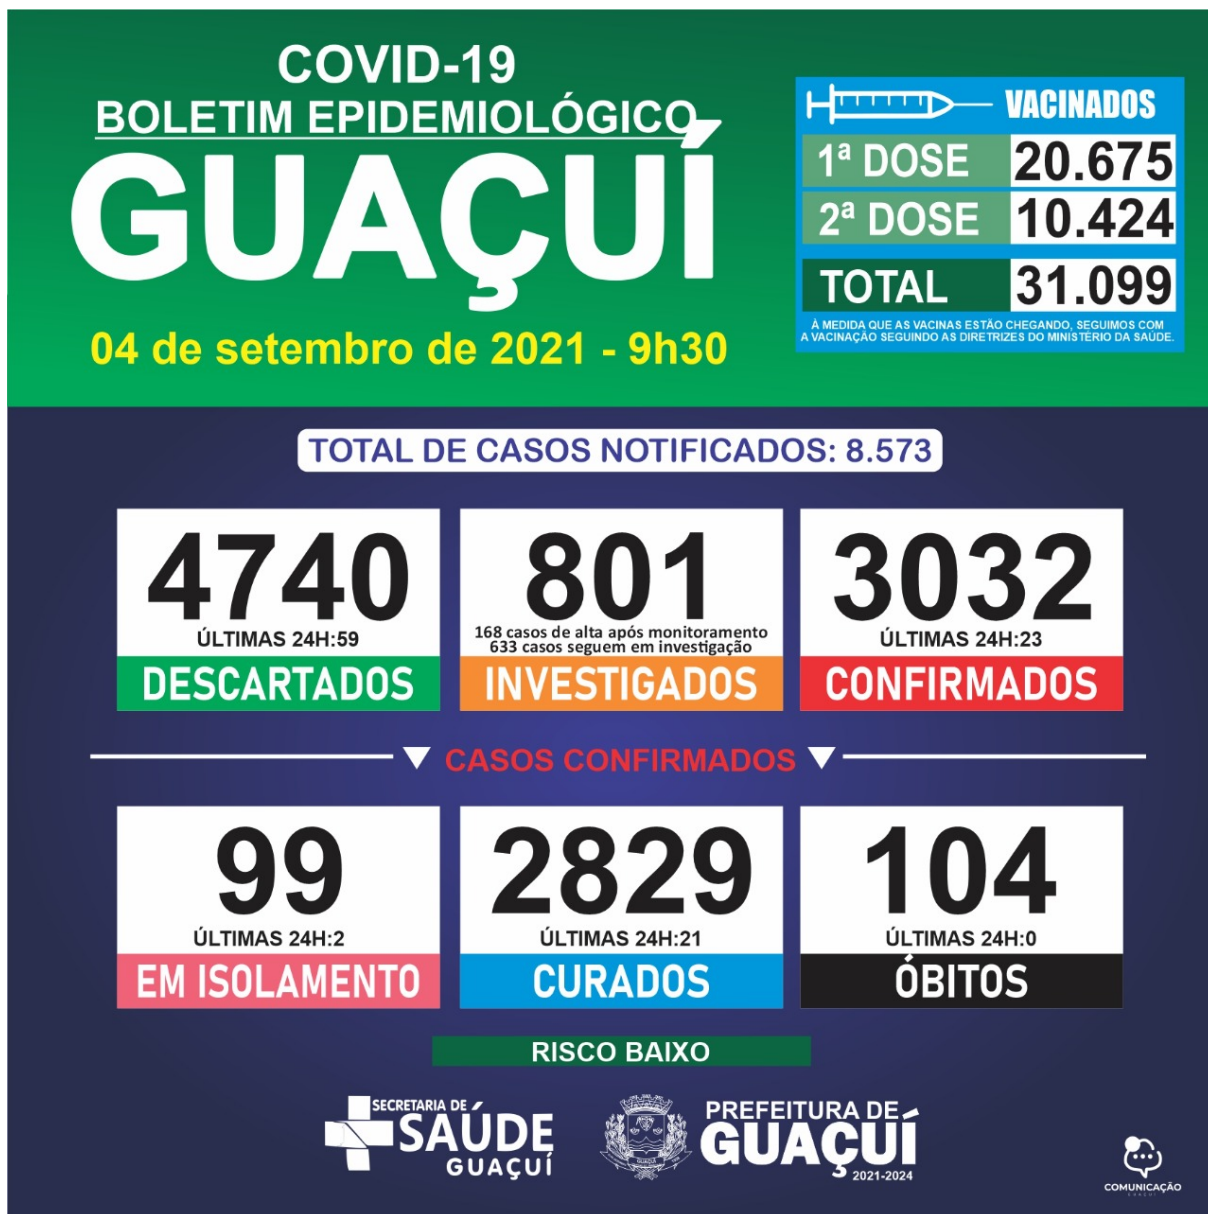 COVID-19
BOLETIM EPIDEMIOLÓGICO
GUAÇUÍ
04 de setembro de 2021 - 9h30
VACINADOS
1ª DOSE 20.675
2ª DOSE 10.424
TOTAL 31.099
À MEDIDA QUE AS VACINAS ESTÃO CHEGANDO, SEGUIMOS COM
A VACINAÇÃO SEGUINDO AS DIRETRIZES DO MINISTÉRIO DA SAÚDE.
TOTAL DE CASOS NOTIFICADOS: 8.573
4740
ÚLTIMAS 24H:59
DESCARTADOS
801
168 casos de alta após monitoramento
633 casos seguem em investigação
INVESTIGADOS
3032
ÚLTIMAS 24H:23
CONFIRMADOS
CASOS CONFIRMADOS
99
ÚLTIMAS 24H:2
EM ISOLAMENTO
2829
ÚLTIMAS 24H:21
CURADOS
104
ÚLTIMAS 24H:0
ÓBITOS
RISCO BAIXO
SECRETARIA DE
SAÚDE
GUAÇUÍ
GUAÇUÍ
PREFEITURA DE
GUAÇUÍ
2021-2024
COMUNICAÇÃO
GUAÇUÍ